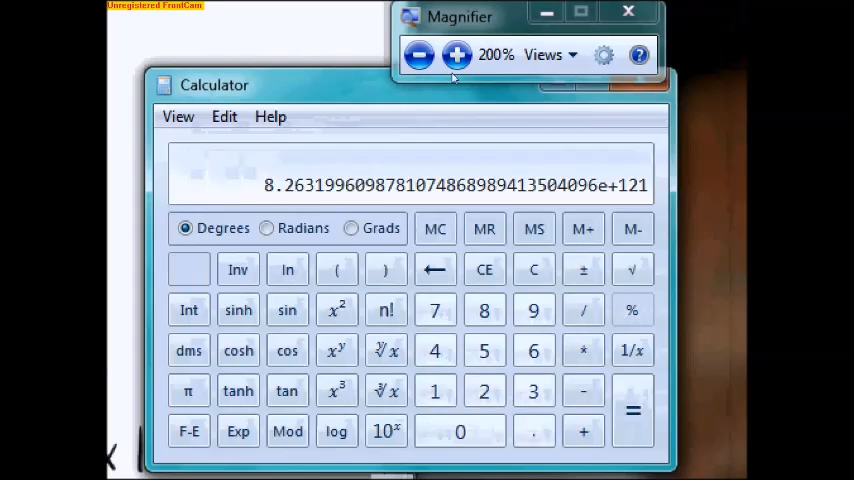 Unregistered FrontCam
Magnifier
200% Views
Calculator
View Edit Help
8.2631996098781074868989413504096e+121
Degrees Radians Grads MC MR MS M+ M-
Inv ln ( ) ← CE C ± √
Int sinh sin x² n! 7 8 9 / %
dms cosh cos xʸ ʸ√x 4 5 6 * 1/x
π tanh tan x³ ³√x 1 2 3 - =
F-E Exp Mod log 10ˣ 0 . +
x